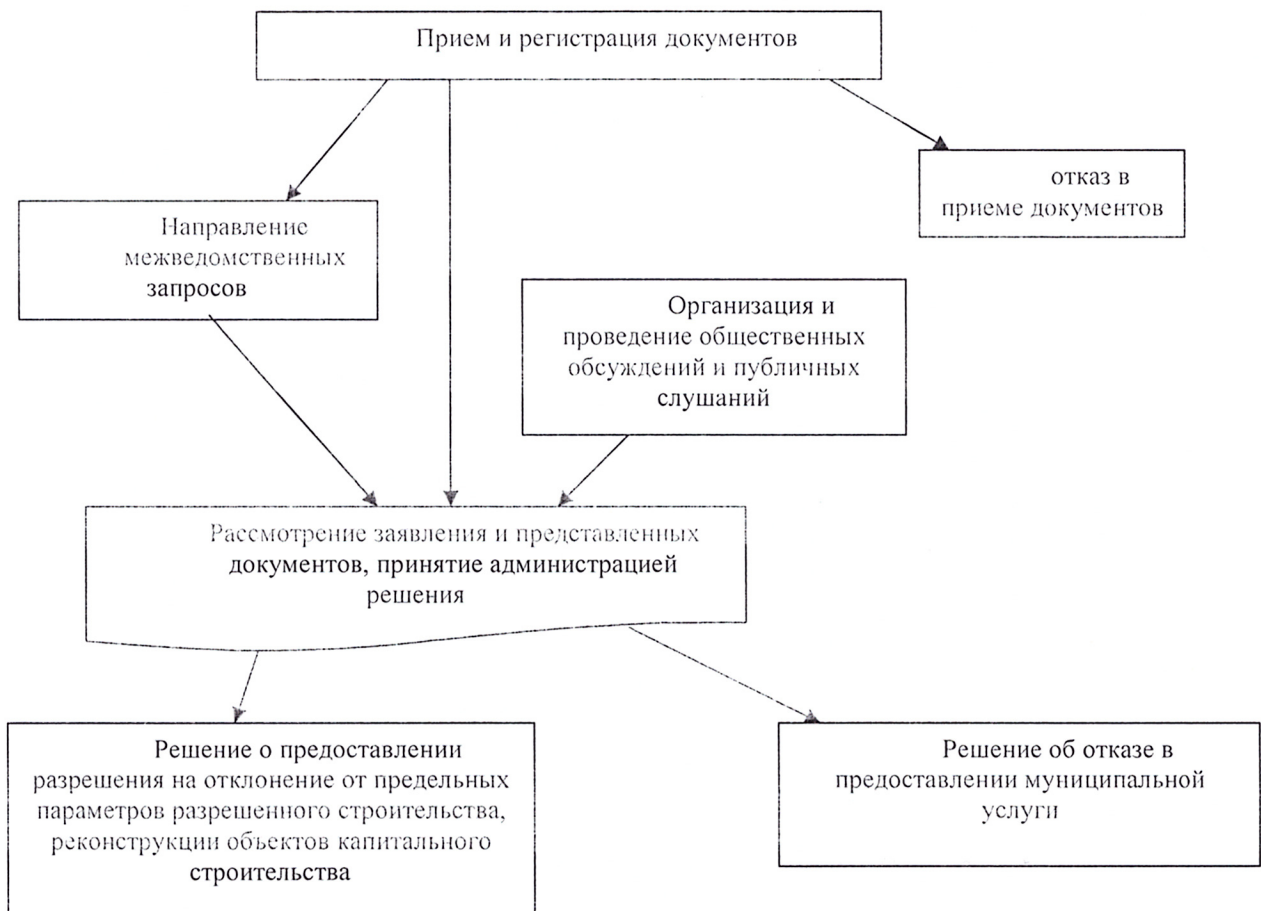 Прием и регистрация документов
отказ в
приеме документов
Направление
межведомственных
запросов
Организация и
проведение общественных
обсуждений и публичных
слушаний
Рассмотрение заявления и представленных
документов, принятие администрацией
решения
Решение о предоставлении
разрешения на отклонение от предельных
параметров разрешенного строительства,
реконструкции объектов капитального
строительства
Решение об отказе в
предоставлении муниципальной
услуги